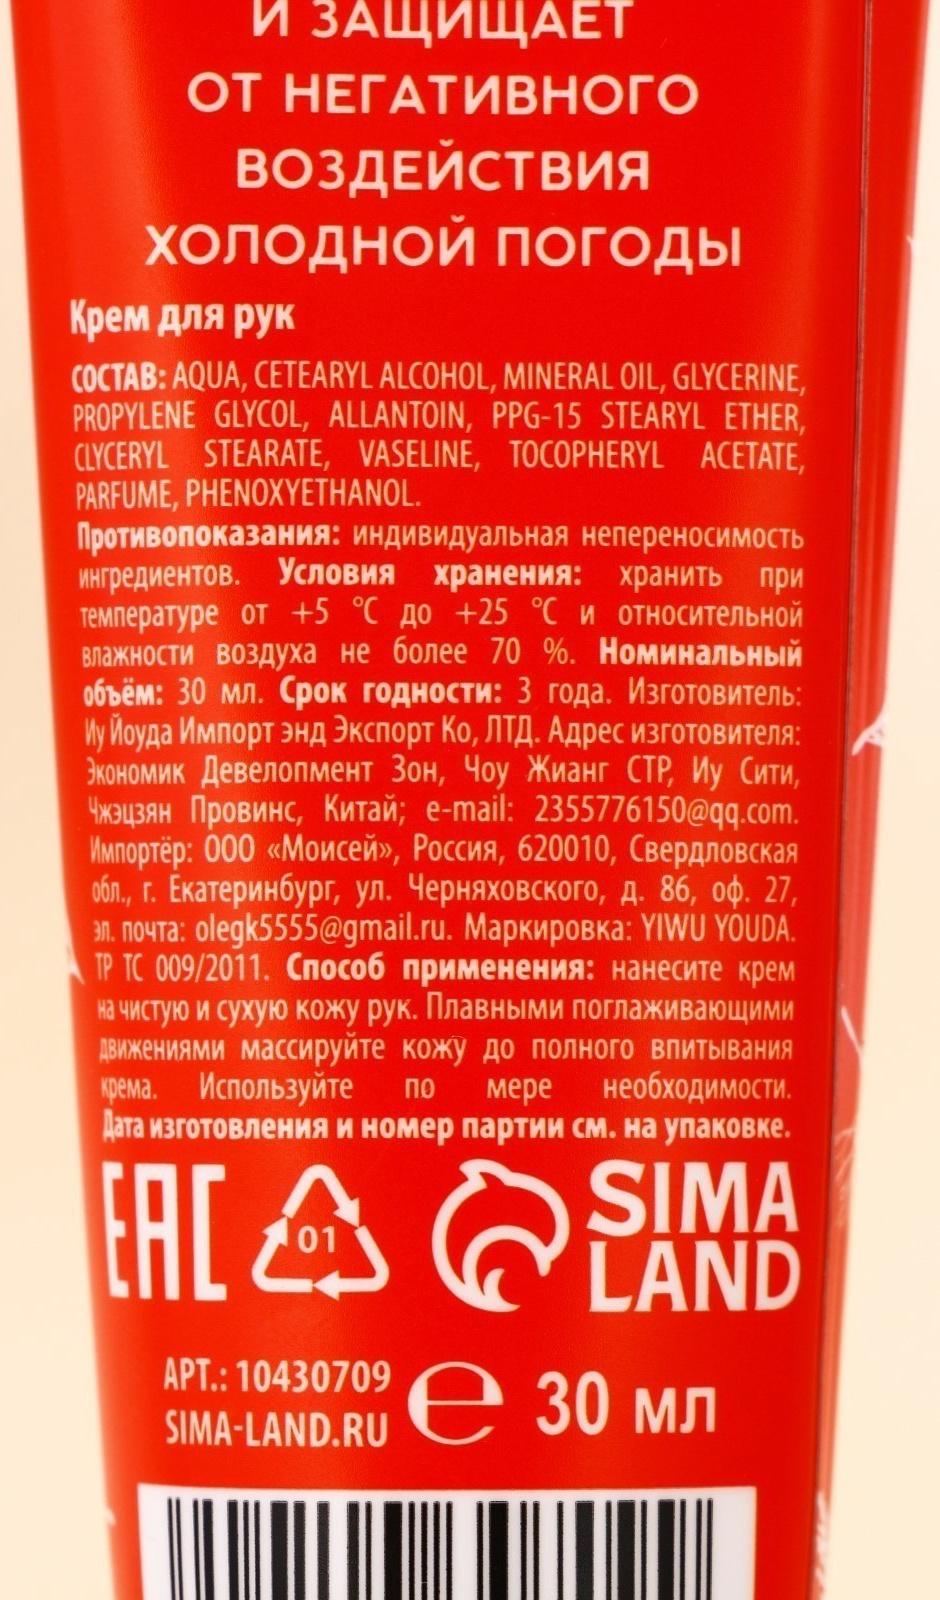 И ЗАЩИЩАЕТ
ОТ НЕГАТИВНОГО
ВОЗДЕЙСТВИЯ
ХОЛОДНОЙ ПОГОДЫ
Крем для рук
СОСТАВ: AQUA, CETEARYL ALCOHOL, MINERAL OIL, GLYCERINE,
PROPYLENE GLYCOL, ALLANTOIN, PPG-15 STEARYL ETHER,
CLYCERYL STEARATE, VASELINE, TOCOPHERYL ACETATE,
PARFUME, PHENOXYETHANOL.
Противопоказания: индивидуальная непереносимость
ингредиентов. Условия хранения: хранить при
температуре от +5 °С до +25 °С и относительной
влажности воздуха не более 70 %. Номинальный
объём: 30 мл. Срок годности: 3 года. Изготовитель:
Иу Йоуда Импорт энд Экспорт Ко, ЛТД. Адрес изготовителя:
Экономик Девелопмент Зон, Чоу Жианг СТР, Иу Сити,
Чжэцзян Провинс, Китай; e-mail: 2355776150@qq.com.
Импортёр: ООО «Моисей», Россия, 620010, Свердловская
обл., г. Екатеринбург, ул. Черняховского, д. 86, оф. 27,
эл. почта: olegk5555@gmail.ru. Маркировка: YIWU YOUDA.
ТР ТС 009/2011. Способ применения: нанесите крем
на чистую и сухую кожу рук. Плавными поглаживающими
движениями массируйте кожу до полного впитывания
крема. Используйте по мере необходимости.
Дата изготовления и номер партии см. на упаковке.
EAC 01 SIMA
LAND
АРТ.: 10430709
SIMA-LAND.RU ℮ 30 мл